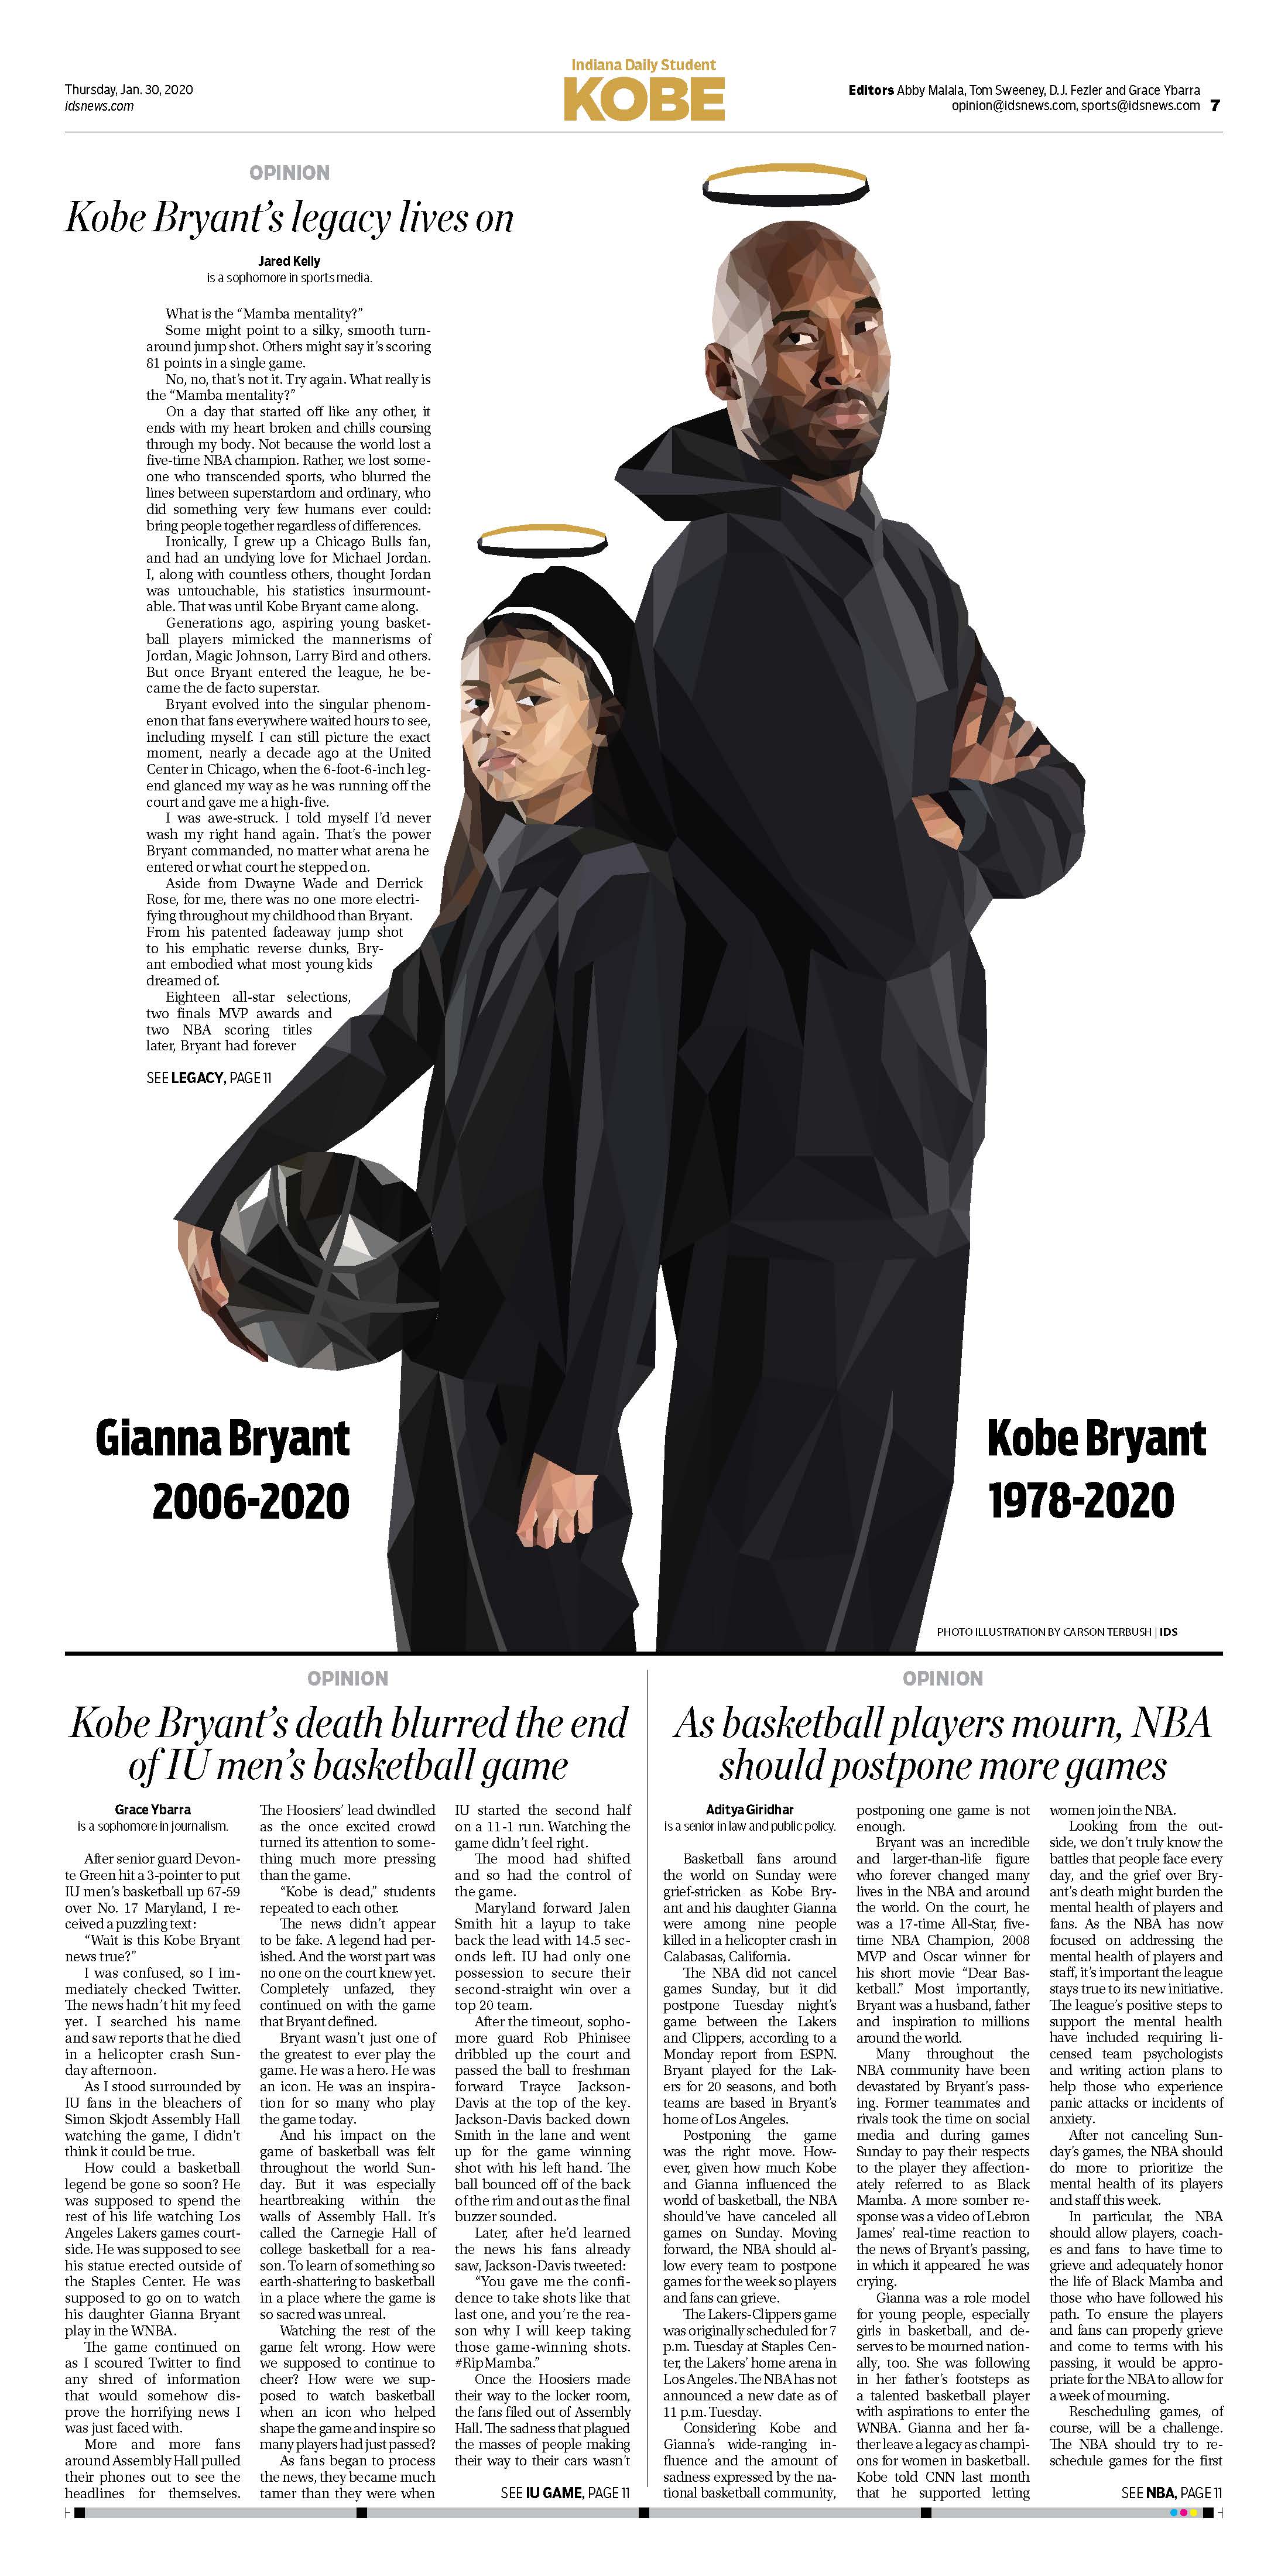 Thursday, Jan. 30, 2020
idsnews.com
Indiana Daily Student
KOBE
Editors Abby Malala, Tom Sweeney, D.J. Fezler and Grace Ybarra
opinion@idsnews.com, sports@idsnews.com 7
OPINION
Kobe Bryant's legacy lives on
Jared Kelly
is a sophomore in sports media.
What is the “Mamba mentality?”
Some might point to a silky, smooth turn-
around jump shot. Others might say it's scoring
81 points in a single game.
No, no, that's not it. Try again. What really is
the “Mamba mentality?”
On a day that started off like any other, it
ends with my heart broken and chills coursing
through my body. Not because the world lost a
five-time NBA champion. Rather, we lost some-
one who transcended sports, who blurred the
lines between superstardom and ordinary, who
did something very few humans ever could:
bring people together regardless of differences.
Ironically, I grew up a Chicago Bulls fan,
and had an undying love for Michael Jordan.
I, along with countless others, thought Jordan
was untouchable, his statistics insurmount-
able. That was until Kobe Bryant came along.
Generations ago, aspiring young basket-
ball players mimicked the mannerisms of
Jordan, Magic Johnson, Larry Bird and others.
But once Bryant entered the league, he be-
came the de facto superstar.
Bryant evolved into the singular phenom-
enon that fans everywhere waited hours to see,
including myself. I can still picture the exact
moment, nearly a decade ago at the United
Center in Chicago, when the 6-foot-6-inch leg-
end glanced my way as he was running off the
court and gave me a high-five.
I was awe-struck. I told myself I'd never
wash my right hand again. That's the power
Bryant commanded, no matter what arena he
entered or what court he stepped on.
Aside from Dwayne Wade and Derrick
Rose, for me, there was no one more electri-
fying throughout my childhood than Bryant.
From his patented fadeaway jump shot
to his emphatic reverse dunks, Bry-
ant embodied what most young kids
dreamed of.
Eighteen all-star selections,
two finals MVP awards and
two NBA scoring titles
later, Bryant had forever
SEE LEGACY, PAGE 11
Gianna Bryant
2006-2020
Kobe Bryant
1978-2020
PHOTO ILLUSTRATION BY CARSON TERBUSH | IDS
OPINION
Kobe Bryant's death blurred the end
of IU men's basketball game
Grace Ybarra
is a sophomore in journalism.
After senior guard Devon-
te Green hit a 3-pointer to put
IU men's basketball up 67-59
over No. 17 Maryland, I re-
ceived a puzzling text:
“Wait is this Kobe Bryant
news true?”
I was confused, so I im-
mediately checked Twitter.
The news hadn't hit my feed
yet. I searched his name
and saw reports that he died
in a helicopter crash Sun-
day afternoon.
As I stood surrounded by
IU fans in the bleachers of
Simon Skjodt Assembly Hall
watching the game, I didn't
think it could be true.
How could a basketball
legend be gone so soon? He
was supposed to spend the
rest of his life watching Los
Angeles Lakers games court-
side. He was supposed to see
his statue erected outside of
the Staples Center. He was
supposed to go on to watch
his daughter Gianna Bryant
play in the WNBA.
The game continued on
as I scoured Twitter to find
any shred of information
that would somehow dis-
prove the horrifying news I
was just faced with.
More and more fans
around Assembly Hall pulled
their phones out to see the
headlines for themselves.
The Hoosiers' lead dwindled
as the once excited crowd
turned its attention to some-
thing much more pressing
than the game.
“Kobe is dead,” students
repeated to each other.
The news didn't appear
to be fake. A legend had per-
ished. And the worst part was
no one on the court knew yet.
Completely unfazed, they
continued on with the game
that Bryant defined.
Bryant wasn't just one of
the greatest to ever play the
game. He was a hero. He was
an icon. He was an inspira-
tion for so many who play
the game today.
And his impact on the
game of basketball was felt
throughout the world Sun-
day. But it was especially
heartbreaking within the
walls of Assembly Hall. It's
called the Carnegie Hall of
college basketball for a rea-
son. To learn of something so
earth-shattering to basketball
in a place where the game is
so sacred was unreal.
Watching the rest of the
game felt wrong. How were
we supposed to continue to
cheer? How were we sup-
posed to watch basketball
when an icon who helped
shape the game and inspire so
many players had just passed?
As fans began to process
the news, they became much
tamer than they were when
IU started the second half
on a 11-1 run. Watching the
game didn't feel right.
The mood had shifted
and so had the control of
the game.
Maryland forward Jalen
Smith hit a layup to take
back the lead with 14.5 sec-
onds left. IU had only one
possession to secure their
second-straight win over a
top 20 team.
After the timeout, sopho-
more guard Rob Phinisee
dribbled up the court and
passed the ball to freshman
forward Trayce Jackson-
Davis at the top of the key.
Jackson-Davis backed down
Smith in the lane and went
up for the game winning
shot with his left hand. The
ball bounced off of the back
of the rim and out as the final
buzzer sounded.
Later, after he'd learned
the news his fans already
saw, Jackson-Davis tweeted:
“You gave me the confi-
dence to take shots like that
last one, and you're the rea-
son why I will keep taking
those game-winning shots.
#RipMamba.”
Once the Hoosiers made
their way to the locker room,
the fans filed out of Assembly
Hall. The sadness that plagued
the masses of people making
their way to their cars wasn't
SEE IU GAME, PAGE 11
OPINION
As basketball players mourn, NBA
should postpone more games
Aditya Giridhar
is a senior in law and public policy.
Basketball fans around
the world on Sunday were
grief-stricken as Kobe Bry-
ant and his daughter Gianna
were among nine people
killed in a helicopter crash in
Calabasas, California.
The NBA did not cancel
games Sunday, but it did
postpone Tuesday night's
game between the Lakers
and Clippers, according to a
Monday report from ESPN.
Bryant played for the Lak-
ers for 20 seasons, and both
teams are based in Bryant's
home of Los Angeles.
Postponing the game
was the right move. How-
ever, given how much Kobe
and Gianna influenced the
world of basketball, the NBA
should've have canceled all
games on Sunday. Moving
forward, the NBA should al-
low every team to postpone
games for the week so players
and fans can grieve.
The Lakers-Clippers game
was originally scheduled for 7
p.m. Tuesday at Staples Cen-
ter, the Lakers' home arena in
Los Angeles. The NBA has not
announced a new date as of
11 p.m. Tuesday.
Considering Kobe and
Gianna's wide-ranging in-
fluence and the amount of
sadness expressed by the na-
tional basketball community,
postponing one game is not
enough.
Bryant was an incredible
and larger-than-life figure
who forever changed many
lives in the NBA and around
the world. On the court, he
was a 17-time All-Star, five-
time NBA Champion, 2008
MVP and Oscar winner for
his short movie “Dear Bas-
ketball.” Most importantly,
Bryant was a husband, father
and inspiration to millions
around the world.
Many throughout the
NBA community have been
devastated by Bryant's pass-
ing. Former teammates and
rivals took the time on social
media and during games
Sunday to pay their respects
to the player they affection-
ately referred to as Black
Mamba. A more somber re-
sponse was a video of Lebron
James' real-time reaction to
the news of Bryant's passing,
in which it appeared he was
crying.
Gianna was a role model
for young people, especially
girls in basketball, and de-
serves to be mourned nation-
ally, too. She was following
in her father's footsteps as
a talented basketball player
with aspirations to enter the
WNBA. Gianna and her fa-
ther leave a legacy as champi-
ons for women in basketball.
Kobe told CNN last month
that he supported letting
women join the NBA.
Looking from the out-
side, we don't truly know the
battles that people face every
day, and the grief over Bry-
ant's death might burden the
mental health of players and
fans. As the NBA has now
focused on addressing the
mental health of players and
staff, it's important the league
stays true to its new initiative.
The league's positive steps to
support the mental health
have included requiring li-
censed team psychologists
and writing action plans to
help those who experience
panic attacks or incidents of
anxiety.
After not canceling Sun-
day's games, the NBA should
do more to prioritize the
mental health of its players
and staff this week.
In particular, the NBA
should allow players, coach-
es and fans to have time to
grieve and adequately honor
the life of Black Mamba and
those who have followed his
path. To ensure the players
and fans can properly grieve
and come to terms with his
passing, it would be appro-
priate for the NBA to allow for
a week of mourning.
Rescheduling games, of
course, will be a challenge.
The NBA should try to re-
schedule games for the first
SEE NBA, PAGE 11